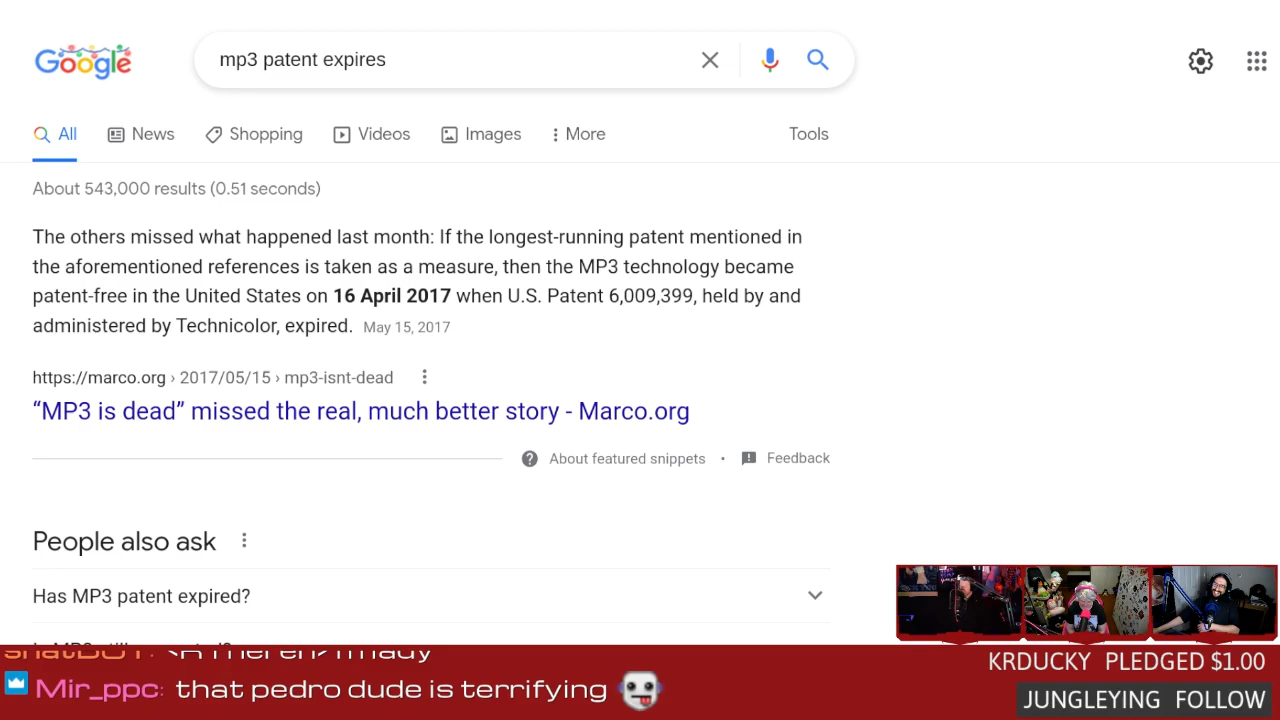 Google
mp3 patent expires
All News Shopping Videos Images More Tools
About 543,000 results (0.51 seconds)
The others missed what happened last month: If the longest-running patent mentioned in
the aforementioned references is taken as a measure, then the MP3 technology became
patent-free in the United States on 16 April 2017 when U.S. Patent 6,009,399, held by and
administered by Technicolor, expired. May 15, 2017
https://marco.org › 2017/05/15 › mp3-isnt-dead
“MP3 is dead” missed the real, much better story - Marco.org
About featured snippets • Feedback
People also ask
Has MP3 patent expired?
KRDUCKY PLEDGED $1.00
Mir_ppc: that pedro dude is terrifying
JUNGLEYING FOLLOW